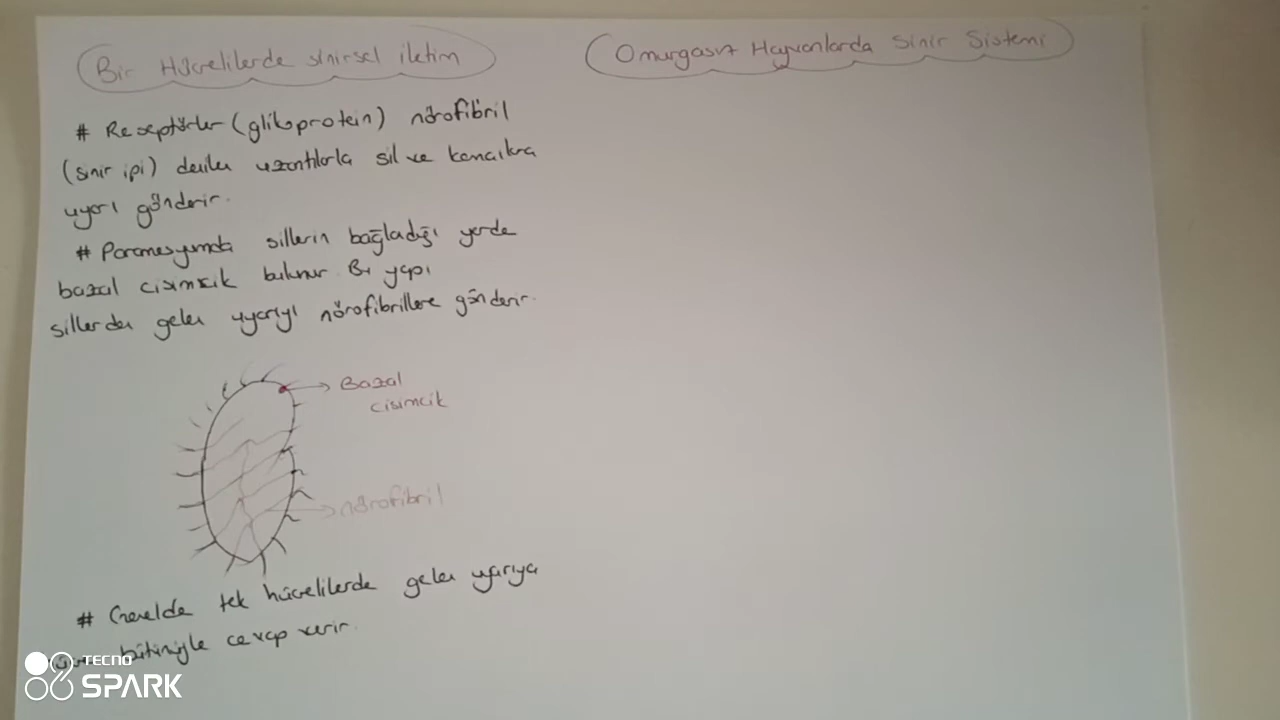 Bir Hücrelilerde sinirsel iletim
# Reseptörler (glikoprotein) nörofibril
(sinir ipi) denilen uzantılarla sil ve kamcılara
uyarı gönderir.
# Paramesyumda sillerin bağladığı yerde
bazal cisimcik bulunur Bu yapı
sillerden gelen uyarıyı nörofibrillere gönderir.
Bazal
cisimcik
nörofibril
# Genelde tek hücrelilerde gelen uyarıya
bütünüyle cevap verir.
Omurgasız Hayvanlarda Sinir Sistemi
TECNO
SPARK